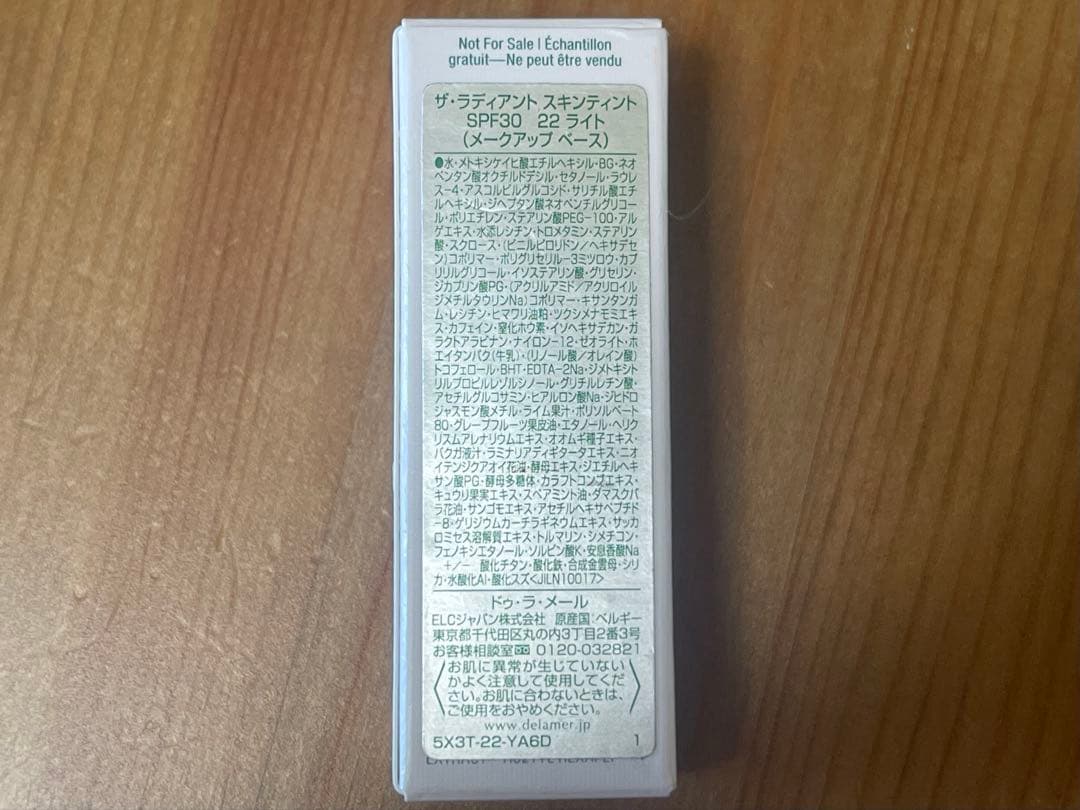 Not For Sale | Échantillon
gratuit—Ne peut être vendu
ザ・ラディアント スキンティント
SPF30 22 ライト
(メークアップ ベース)
●水・メトキシケイヒ酸エチルヘキシル・BG・ネオ
ペンタン酸オクチルドデシル・セタノール・ラウレ
ス-4・アスコルビルグルコシド・サリチル酸エチ
ルヘキシル・ジヘプタン酸ネオペンチルグリコー
ル・ポリエチレン・ステアリン酸PEG-100・アル
ゲエキス・水添レシチン・トロメタミン・ステアリン
酸・スクロース・(ビニルピロリドン/ヘキサデセ
ン)コポリマー・ポリグリセリル-3ミツロウ・カプ
リリルグリコール・イソステアリン酸・グリセリン・
ジカプリン酸PG・(アクリルアミド/アクリロイル
ジメチルタウリンNa)コポリマー・キサンタンガ
ム・レシチン・ヒマワリ油粕・ツクシメナモミエキ
ス・カフェイン・窒化ホウ素・イソヘキサデカン・ガ
ラクトアラビナン・ナイロン-12・ゼオライト・ホ
エイタンパク(牛乳)・(リノール酸/オレイン酸)
トコフェロール・BHT・EDTA-2Na・ジメトキシト
リルプロピルレゾルシノール・グリチルレチン酸・
アセチルグルコサミン・ヒアルロン酸Na・ジヒドロ
ジャスモン酸メチル・ライム果汁・ポリソルベート
80・グレープフルーツ果皮油・エタノール・ヘリク
リスムアレナリウムエキス・オオムギ種子エキス・
バクガ液汁・ラミナリアディギタータエキス・ニオ
イテンジクアオイ花油・酵母エキス・ジエチルヘキ
サン酸PG・酵母多糖体・カラフトコンブエキス・
キュウリ果実エキス・スペアミント油・ダマスクバ
ラ花油・サンゴモエキス・アセチルヘキサペプチド
-8・ゲリジウムカーチラギネウムエキス・サッカ
ロミセス溶解質エキス・トルマリン・シメチコン・
フェノキシエタノール・ソルビン酸K・安息香酸Na
+/- 酸化チタン・酸化鉄・合成金雲母・シリ
カ・水酸化Al・酸化スズ<JILN10017>
ドゥ・ラ・メール
ELCジャパン株式会社 原産国:ベルギー
東京都千代田区丸の内3丁目2番3号
お客様相談室 0120-032821
お肌に異常が生じていない
かよく注意して使用してくだ
さい。お肌に合わないときは、
ご使用をおやめください。
www.delamer.jp
5X3T-22-YA6D 1